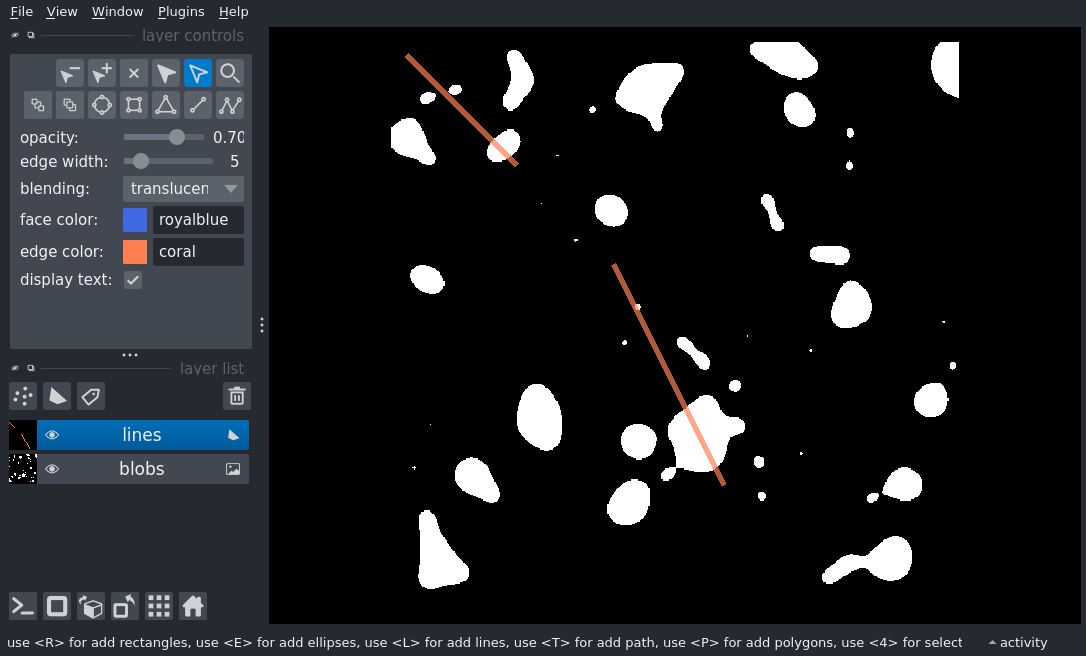 File View Window Plugins Help
layer controls
opacity: 0.70
edge width: 5
blending: translucen
face color: royalblue
edge color: coral
display text:
layer list
lines
blobs
use <R> for add rectangles, use <E> for add ellipses, use <L> for add lines, use <T> for add path, use <P> for add polygons, use <4> for select
activity